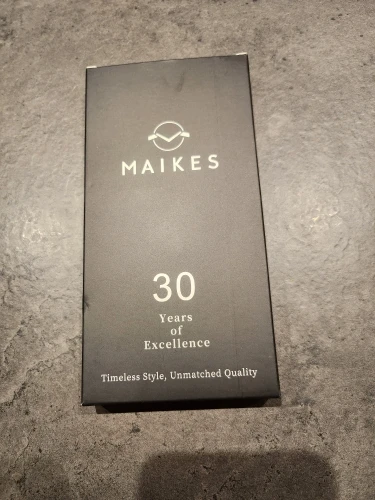 MAIKES
30
Years
of
Excellence
Timeless Style, Unmatched Quality